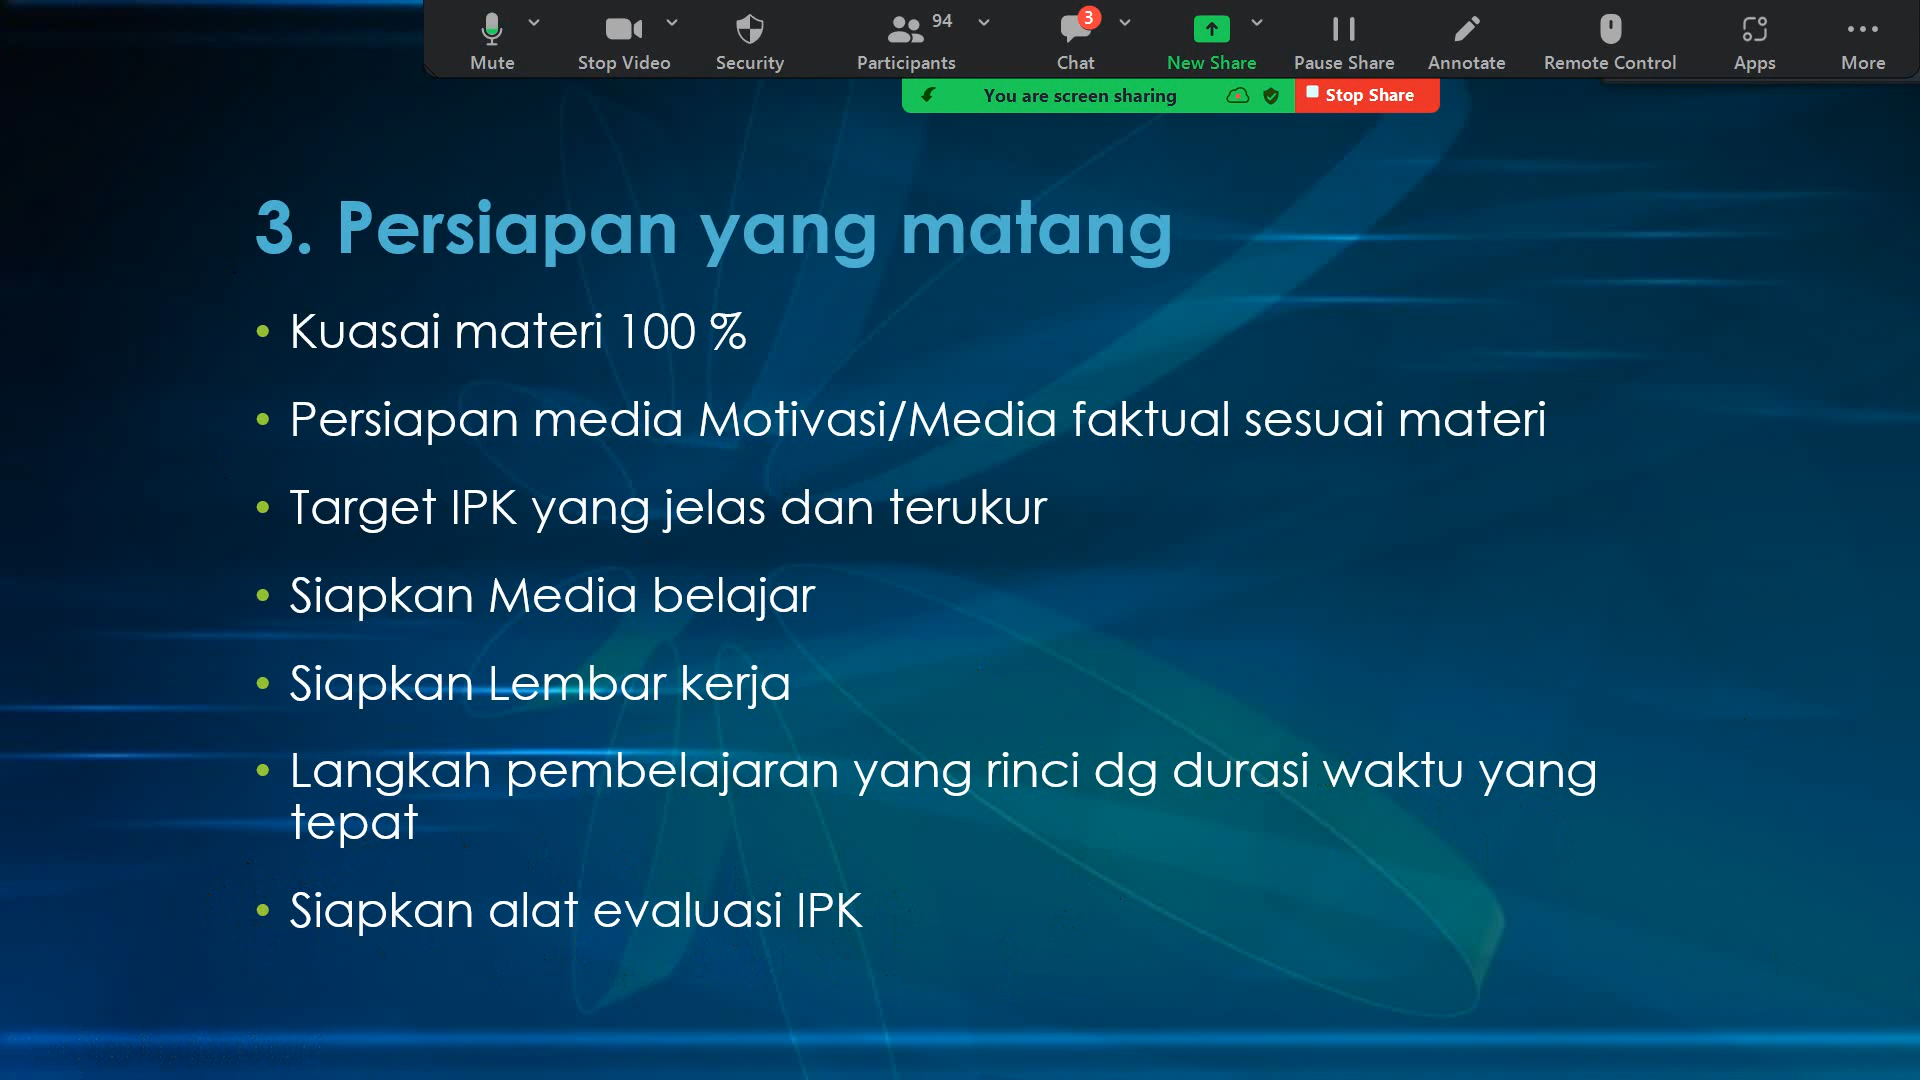 94
3
Mute
Stop Video
Security
Participants
Chat
New Share
Pause Share
Annotate
Remote Control
Apps
More
You are screen sharing
Stop Share
3. Persiapan yang matang
• Kuasai materi 100 %
• Persiapan media Motivasi/Media faktual sesuai materi
• Target IPK yang jelas dan terukur
• Siapkan Media belajar
• Siapkan Lembar kerja
• Langkah pembelajaran yang rinci dg durasi waktu yang
tepat
• Siapkan alat evaluasi IPK